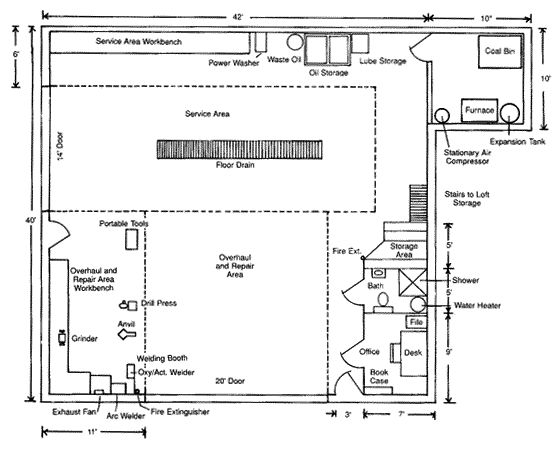 42'
10"
6'
Service Area Workbench
Power Washer
Waste Oil
Oil Storage
Lube Storage
Coal Bin
10'
Furnace
Expansion Tank
Stationary Air
Compressor
Service Area
Floor Drain
14' Door
40'
Stairs to Loft
Storage
Portable Tools
Overhaul
and Repair
Area
Fire Ext.
Storage
Area
5'
Overhaul and
Repair Area
Workbench
Bath
Shower
5'
Water Heater
Drill Press
Anvil
Grinder
File
Office
Desk
9'
Welding Booth
Oxy/Act. Welder
Book
Case
20' Door
Exhaust Fan
Arc Welder
Fire Extinguisher
3'
7'
11'